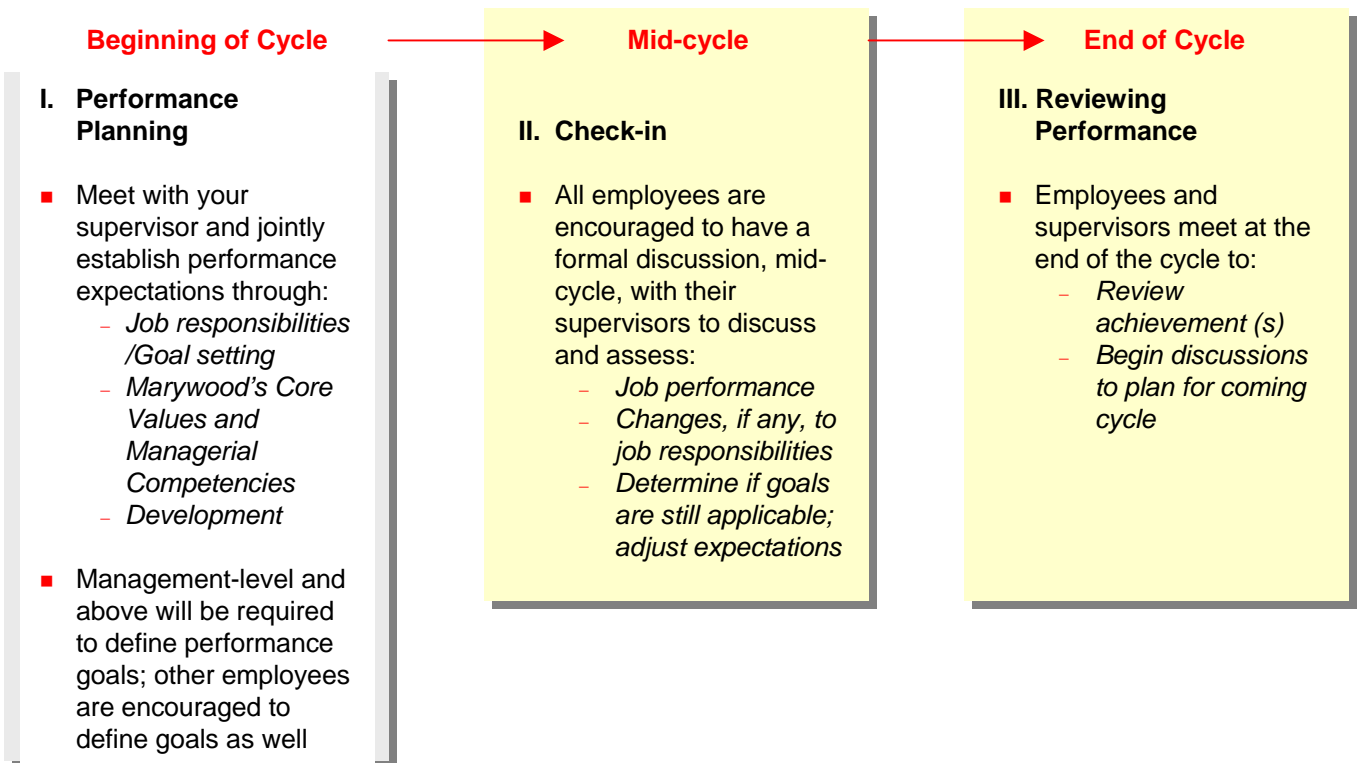 Beginning of Cycle
I. Performance
Planning
■ Meet with your
supervisor and jointly
establish performance
expectations through:
– Job responsibilities
/Goal setting
– Marywood’s Core
Values and
Managerial
Competencies
– Development
■ Management-level and
above will be required
to define performance
goals; other employees
are encouraged to
define goals as well
Mid-cycle
II. Check-in
■ All employees are
encouraged to have a
formal discussion, mid-
cycle, with their
supervisors to discuss
and assess:
– Job performance
– Changes, if any, to
job responsibilities
– Determine if goals
are still applicable;
adjust expectations
End of Cycle
III. Reviewing
Performance
■ Employees and
supervisors meet at the
end of the cycle to:
– Review
achievement (s)
– Begin discussions
to plan for coming
cycle